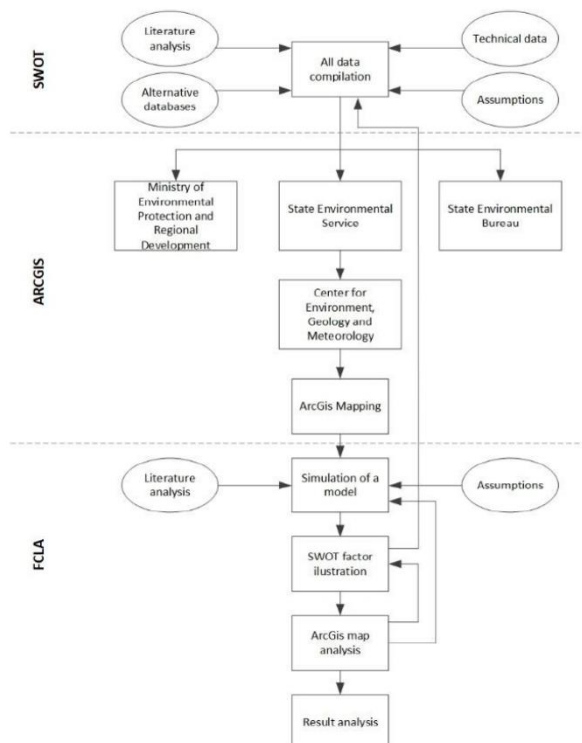 SWOT
Literature
analysis
Technical data
All data
compilation
Alternative
databases
Assumptions
ARCGIS
Ministry of
Environmental
Protection and
Regional
Development
State Environmental
Service
State Environmental
Bureau
Center for
Environment,
Geology and
Meteorology
ArcGis Mapping
FCLA
Literature
analysis
Simulation of a
model
Assumptions
SWOT factor
ilustration
ArcGis map
analysis
Result analysis